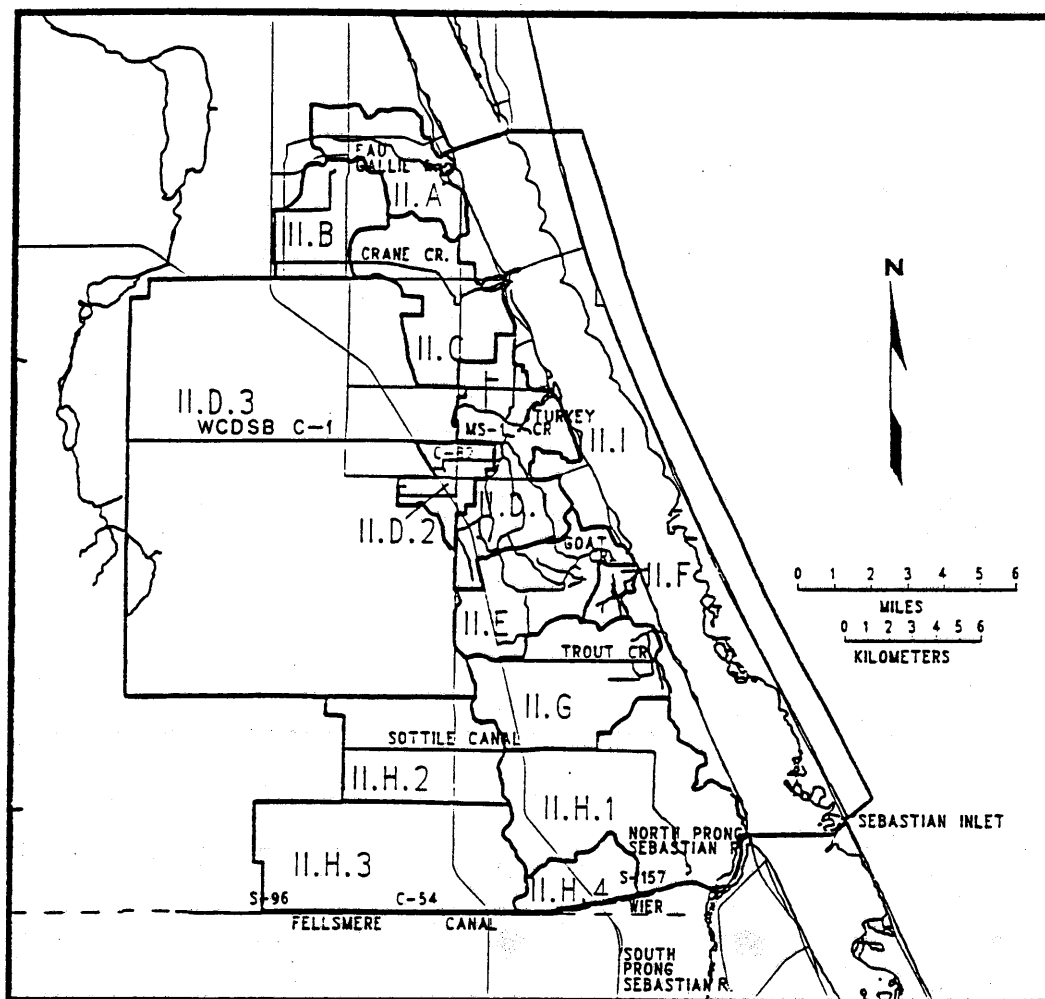 EAU
GALLIE
II.A
II.B
CRANE CR.
N
II.C
II.D.3
WCDSB C-1
TURKEY
MS-1
CR
II.I
C-82
II.D.
II.D.2
GOAT
CR.
II.F
0 1 2 3 4 5 6
MILES
0 1 2 3 4 5 6
KILOMETERS
II.E
TROUT CR
II.G
SOTTILE CANAL
II.H.2
II.H.1
SEBASTIAN INLET
NORTH PRONG
SEBASTIAN R.
II.H.3
II.H.4
S-157
WIER
S-96
C-54
FELLSMERE CANAL
SOUTH
PRONG
SEBASTIAN R.